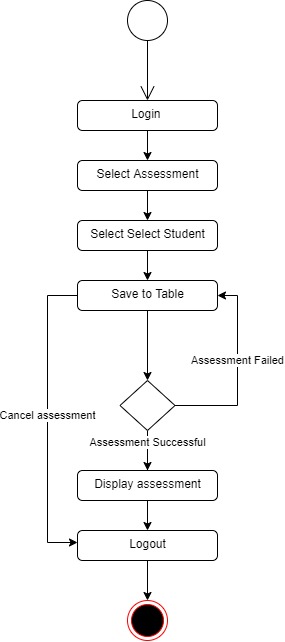 Login
Select Assessment
Select Select Student
Save to Table
Assessment Failed
Cancel assessment
Assessment Successful
Display assessment
Logout